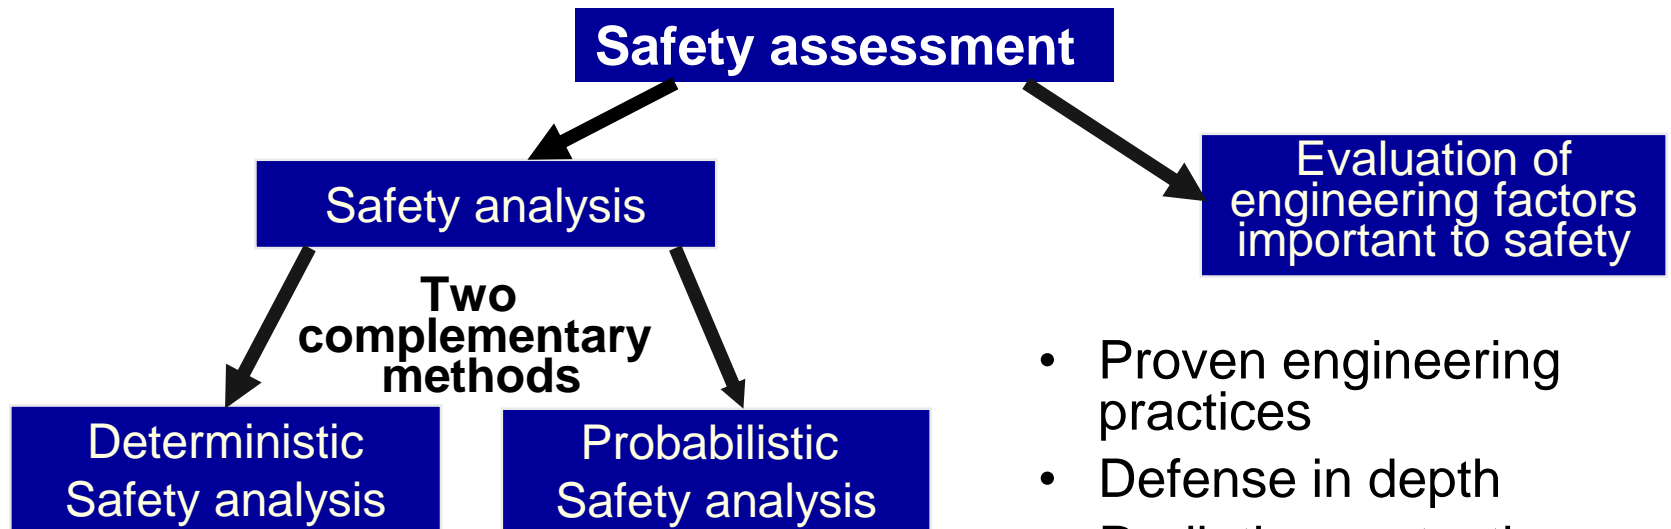 Safety assessment
Safety analysis
Evaluation of
engineering factors
important to safety
Two
complementary
methods
Deterministic
Safety analysis
Probabilistic
Safety analysis
• Proven engineering
practices
• Defense in depth